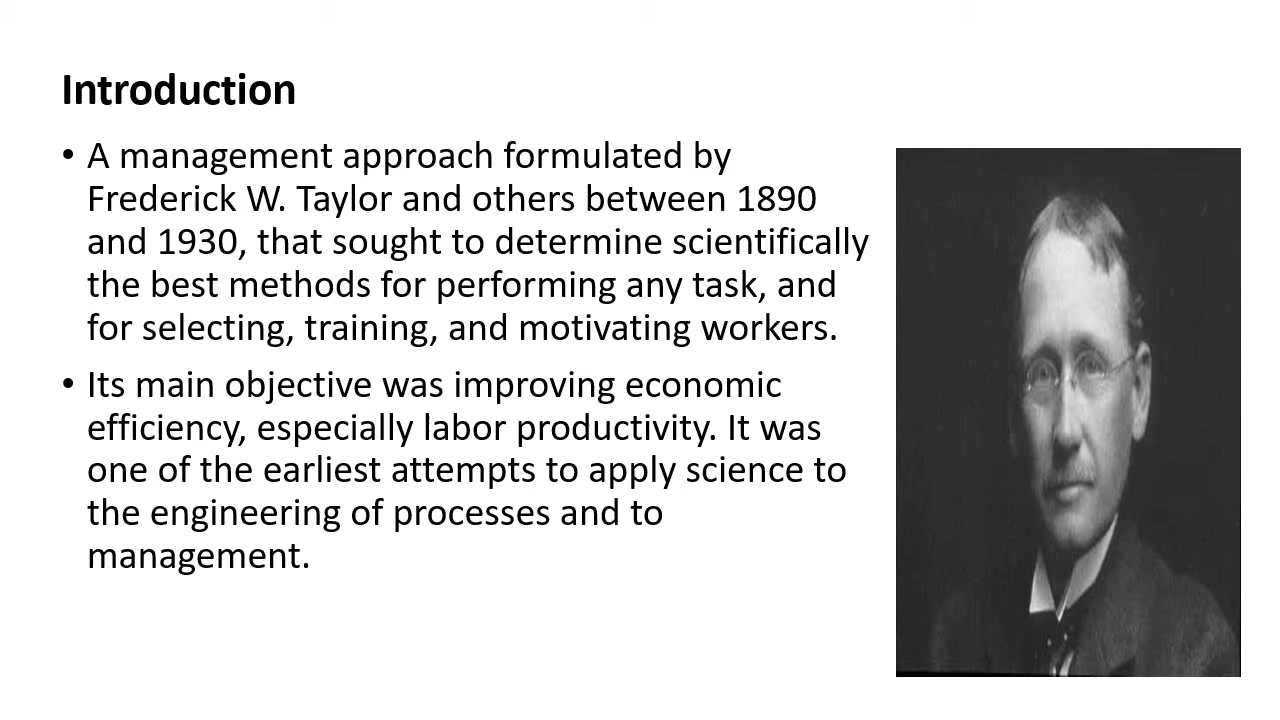 Introduction
• A management approach formulated by
Frederick W. Taylor and others between 1890
and 1930, that sought to determine scientifically
the best methods for performing any task, and
for selecting, training, and motivating workers.
• Its main objective was improving economic
efficiency, especially labor productivity. It was
one of the earliest attempts to apply science to
the engineering of processes and to
management.